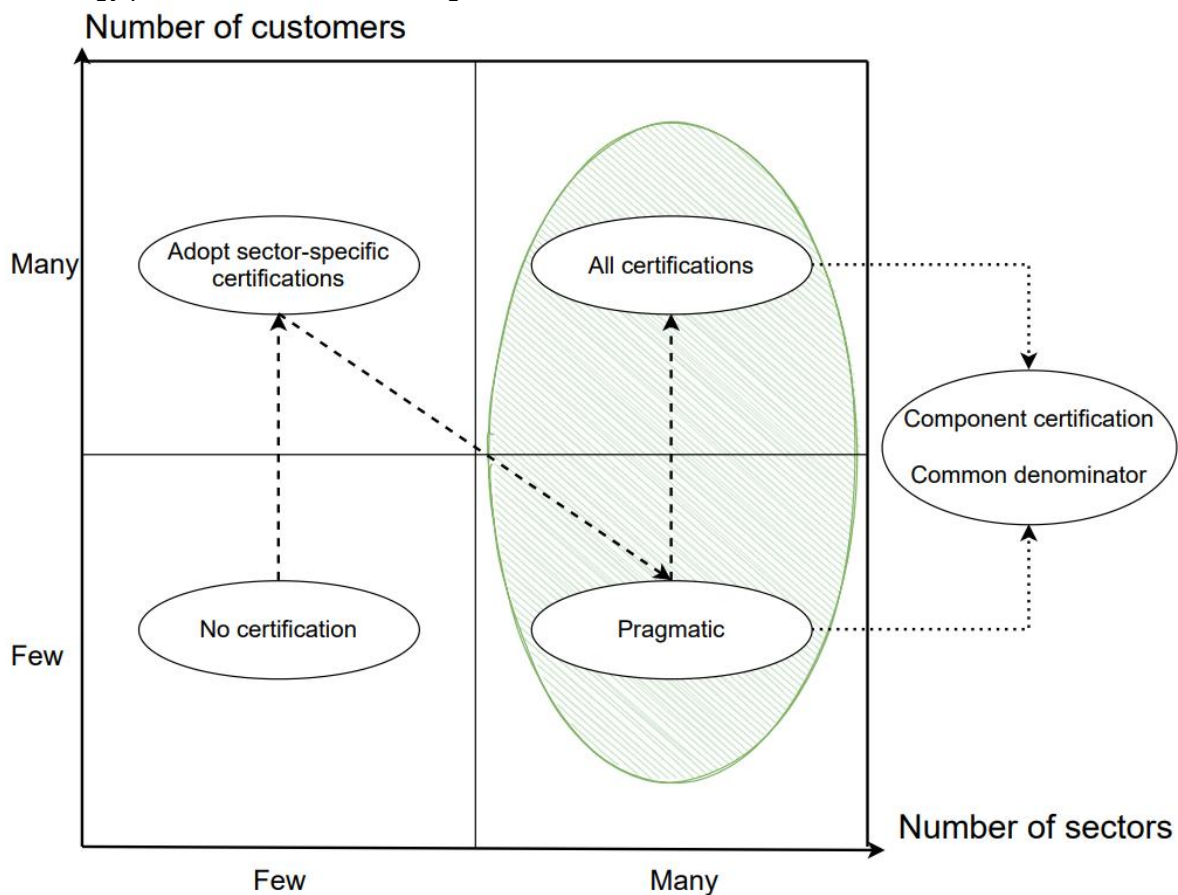 Number of customers
Many
Adopt sector-specific
certifications
All certifications
Component certification
Common denominator
No certification
Pragmatic
Few
Number of sectors
Few
Many